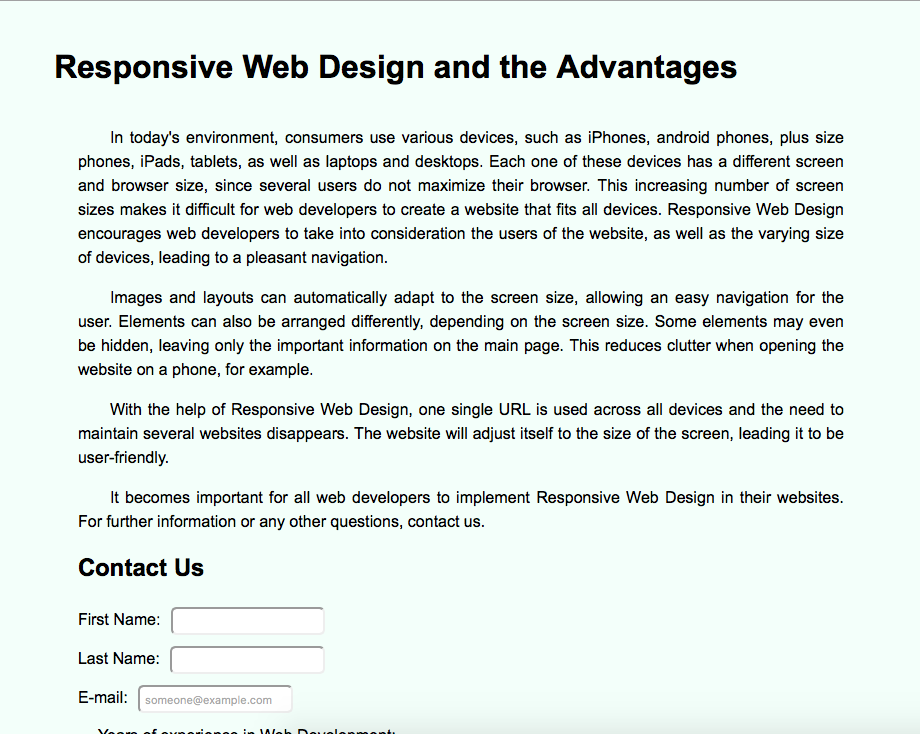 Responsive Web Design and the Advantages
In today's environment, consumers use various devices, such as iPhones, android phones, plus size
phones, iPads, tablets, as well as laptops and desktops. Each one of these devices has a different screen
and browser size, since several users do not maximize their browser. This increasing number of screen
sizes makes it difficult for web developers to create a website that fits all devices. Responsive Web Design
encourages web developers to take into consideration the users of the website, as well as the varying size
of devices, leading to a pleasant navigation.
Images and layouts can automatically adapt to the screen size, allowing an easy navigation for the
user. Elements can also be arranged differently, depending on the screen size. Some elements may even
be hidden, leaving only the important information on the main page. This reduces clutter when opening the
website on a phone, for example.
With the help of Responsive Web Design, one single URL is used across all devices and the need to
maintain several websites disappears. The website will adjust itself to the size of the screen, leading it to be
user-friendly.
It becomes important for all web developers to implement Responsive Web Design in their websites.
For further information or any other questions, contact us.
Contact Us
First Name:
Last Name:
E-mail: someone@example.com
Years of experience in Web Development: